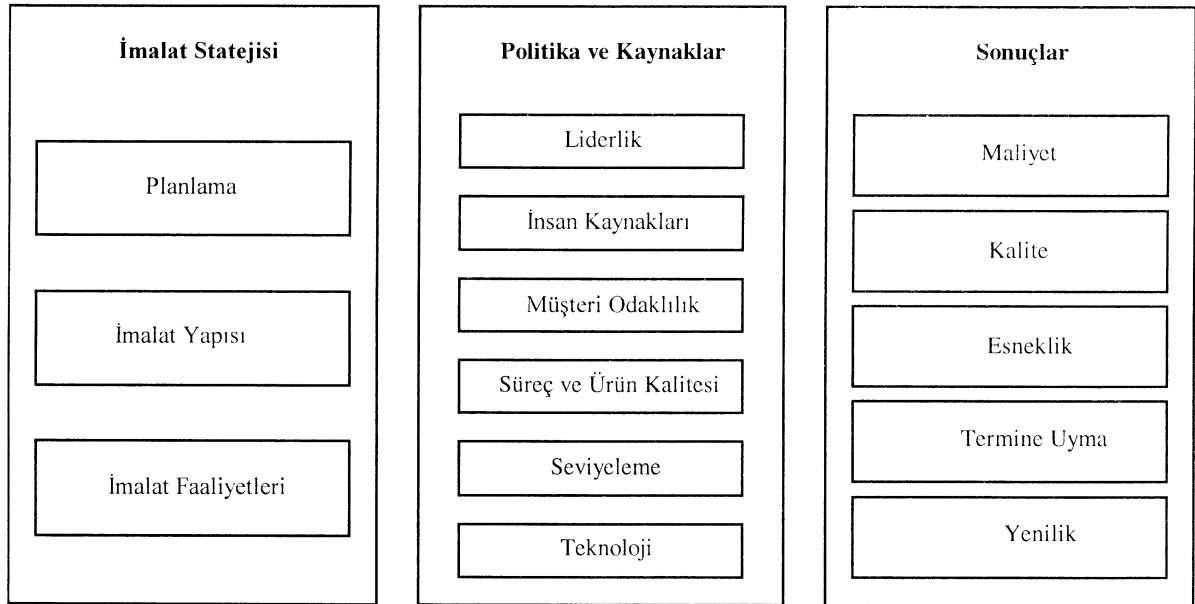 İmalat Statejisi
Planlama
İmalat Yapısı
İmalat Faaliyetleri
Politika ve Kaynaklar
Liderlik
İnsan Kaynakları
Müşteri Odaklılık
Süreç ve Ürün Kalitesi
Seviyeleme
Teknoloji
Sonuçlar
Maliyet
Kalite
Esneklik
Termine Uyma
Yenilik